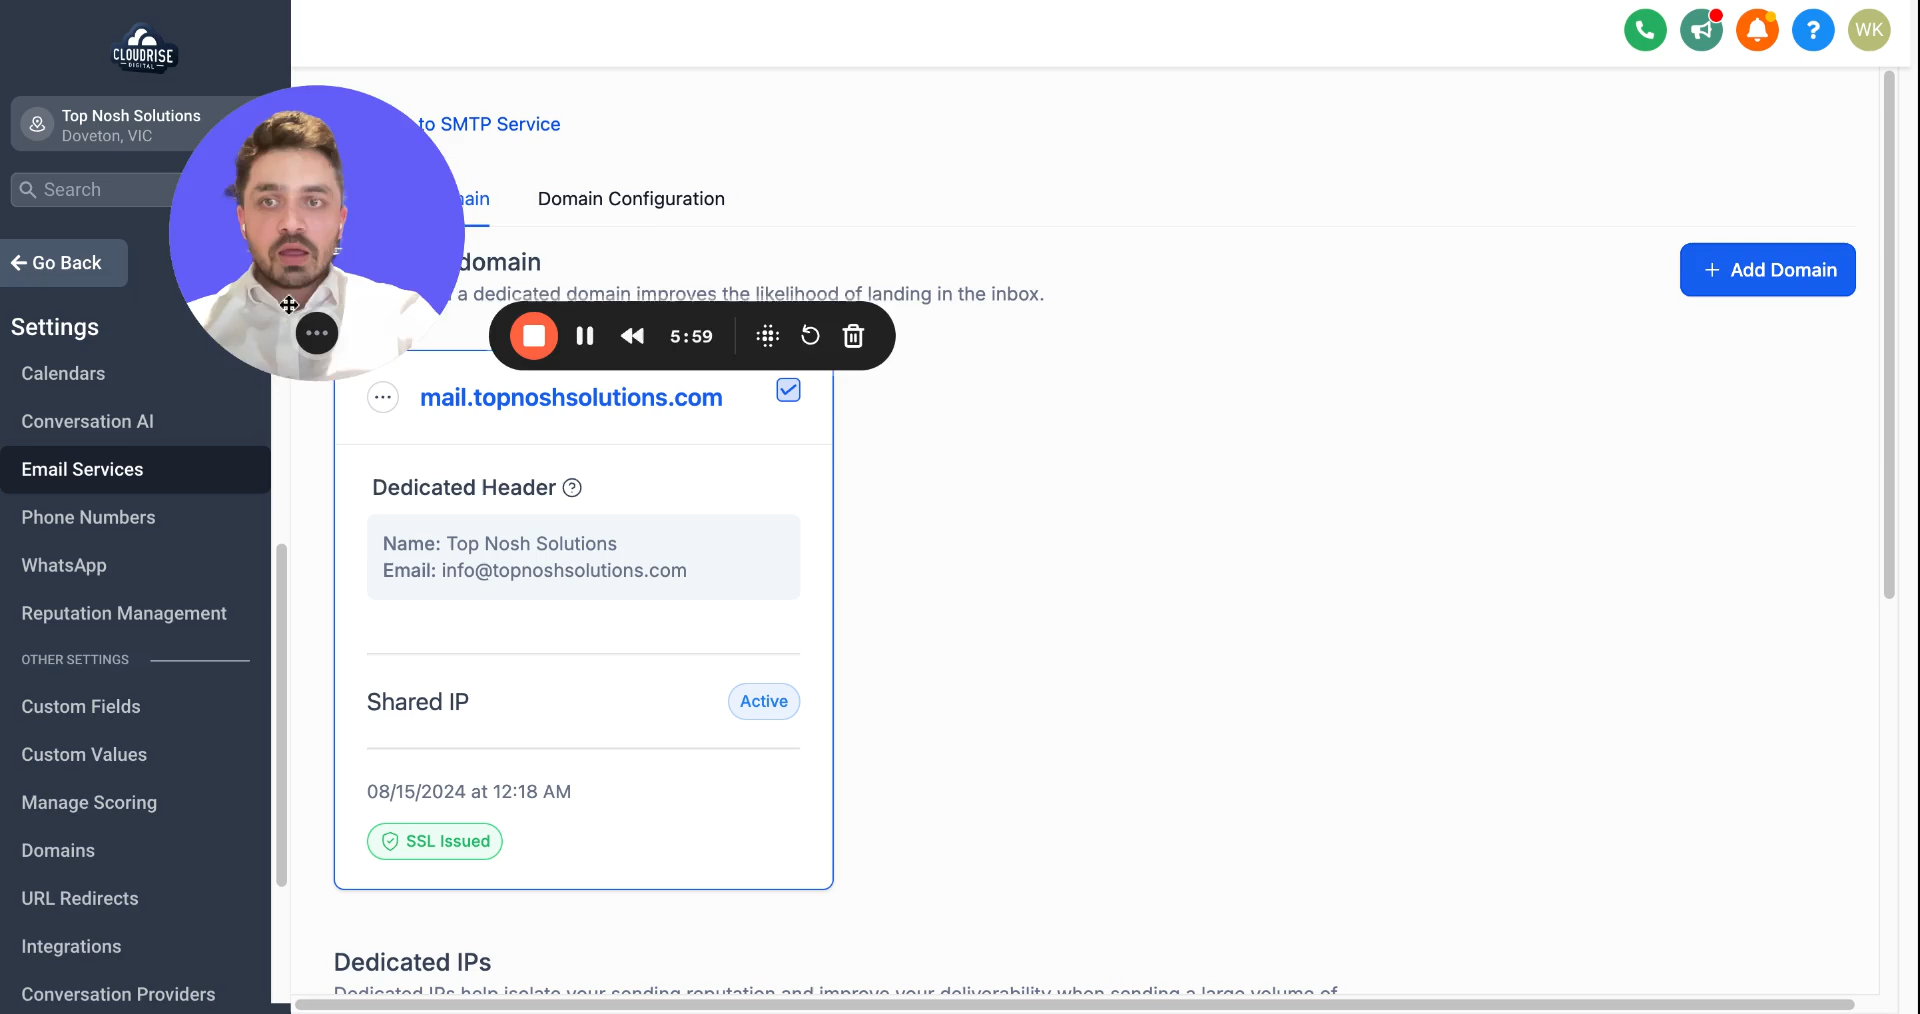 CLOUDRISE
DIGITAL
WK
Top Nosh Solutions
Doveton, VIC
Search
Go Back
Settings
Calendars
Conversation AI
Email Services
Phone Numbers
WhatsApp
Reputation Management
OTHER SETTINGS
Custom Fields
Custom Values
Manage Scoring
Domains
URL Redirects
Integrations
Conversation Providers
to SMTP Service
Domain Configuration
domain
a dedicated domain improves the likelihood of landing in the inbox.
+ Add Domain
5:59
mail.topnoshsolutions.com
Dedicated Header
Name: Top Nosh Solutions
Email: info@topnoshsolutions.com
Shared IP
Active
08/15/2024 at 12:18 AM
SSL Issued
Dedicated IPs
Dedicated IPs help isolate your sending reputation and improve your deliverability when sending a large volume of